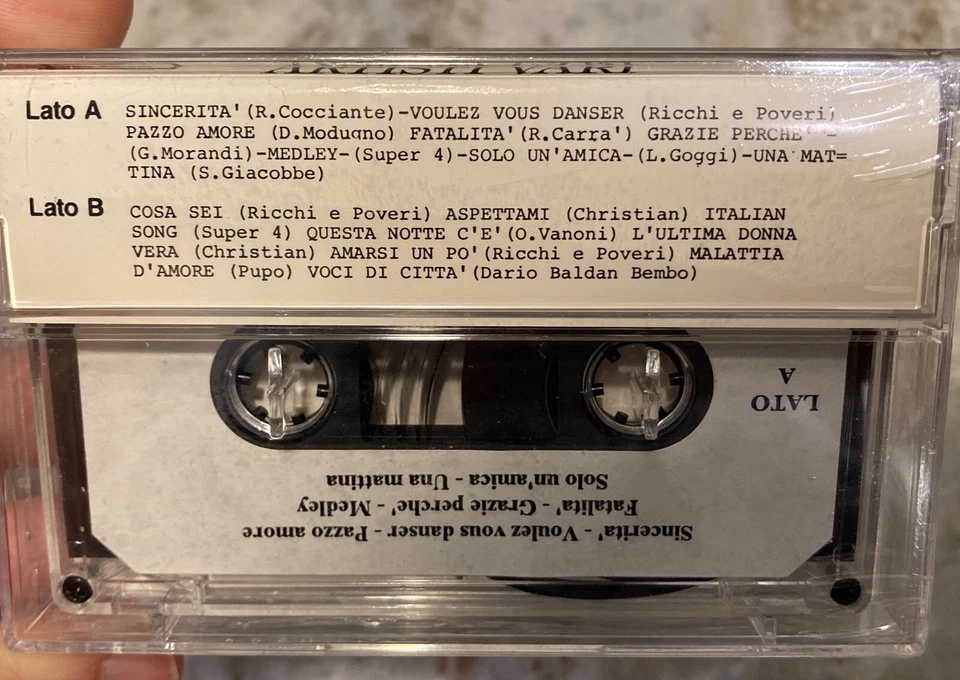 Lato A
SINCERITA'(R.Cocciante)-VOULEZ VOUS DANSER (Ricchi e Poveri)
PAZZO AMORE (D.Modugno) FATALITA'(R.Carra') GRAZIE PERCHE' -
(G.Morandi)-MEDLEY-(Super 4)-SOLO UN'AMICA-(L.Goggi)-UNA MAT=
TINA (S.Giacobbe)
Lato B
COSA SEI (Ricchi e Poveri) ASPETTAMI (Christian) ITALIAN
SONG (Super 4) QUESTA NOTTE C'E'(O.Vanoni) L'ULTIMA DONNA
VERA (Christian) AMARSI UN PO'(Ricchi e Poveri) MALATTIA
D'AMORE (Pupo) VOCI DI CITTA'(Dario Baldan Bembo)
LATO
A
Sincerita' - Voulez vous danser - Pazzo amore
Fatalita' - Grazie perche' - Medley
Solo un'amica - Una mattina